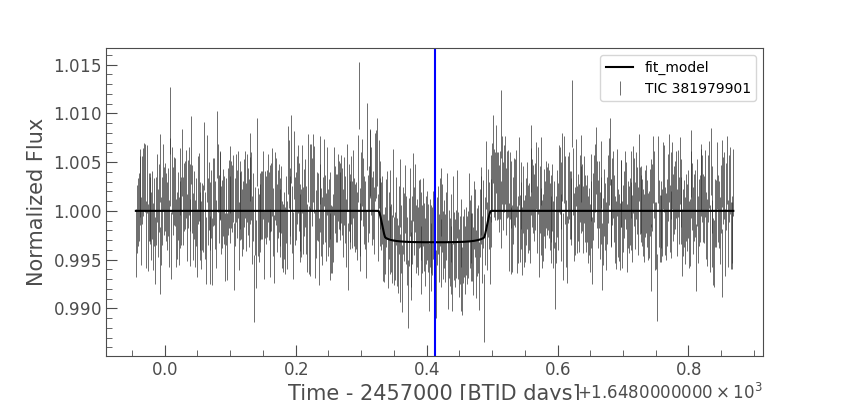 1.015
1.010
1.005
1.000
0.995
0.990
Normalized Flux
fit_model
TIC 381979901
0.0 0.2 0.4 0.6 0.8
Time - 2457000 [BTJD days]
+1.6480000000 × 10³